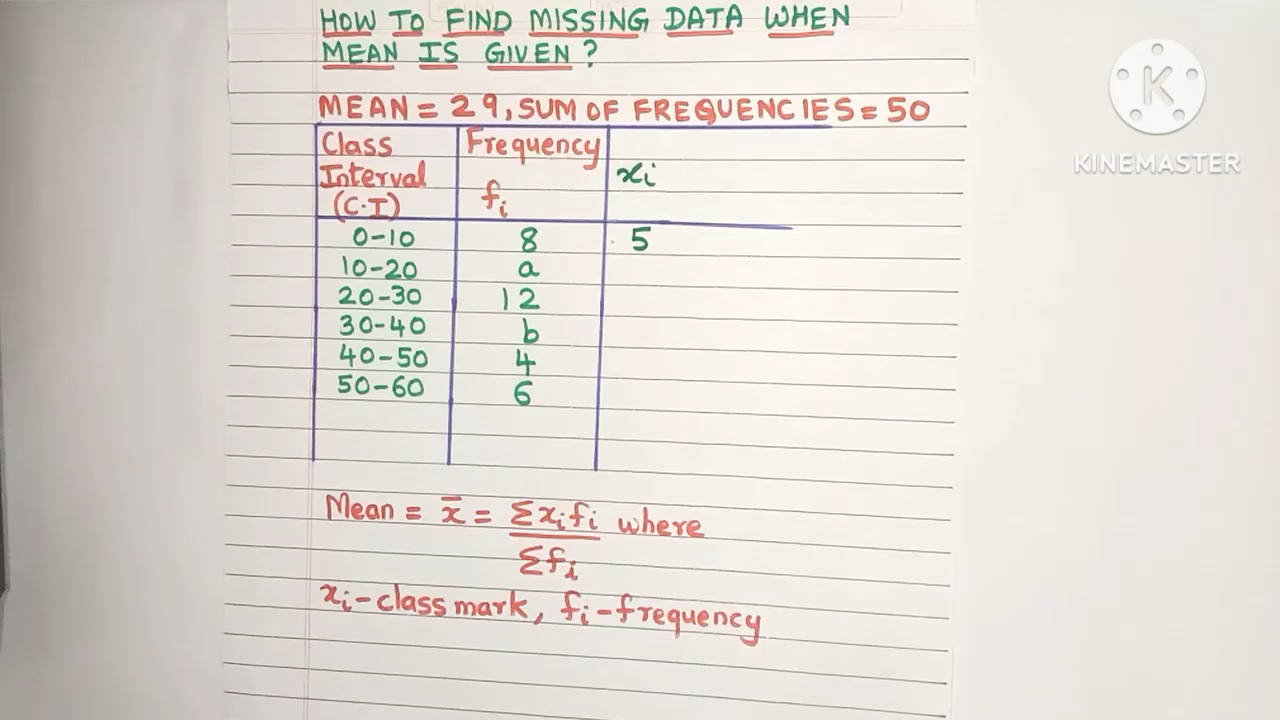 HOW TO FIND MISSING DATA WHEN
MEAN IS GIVEN?
MEAN = 29, SUM OF FREQUENCIES = 50
Class Interval (C.I) Frequency fi xi
0-10 8 5
10-20 a
20-30 12
30-40 b
40-50 4
50-60 6
Mean = x̄ = Σxifi / Σfi where
xi - class mark, fi - frequency
K
KINEMASTER